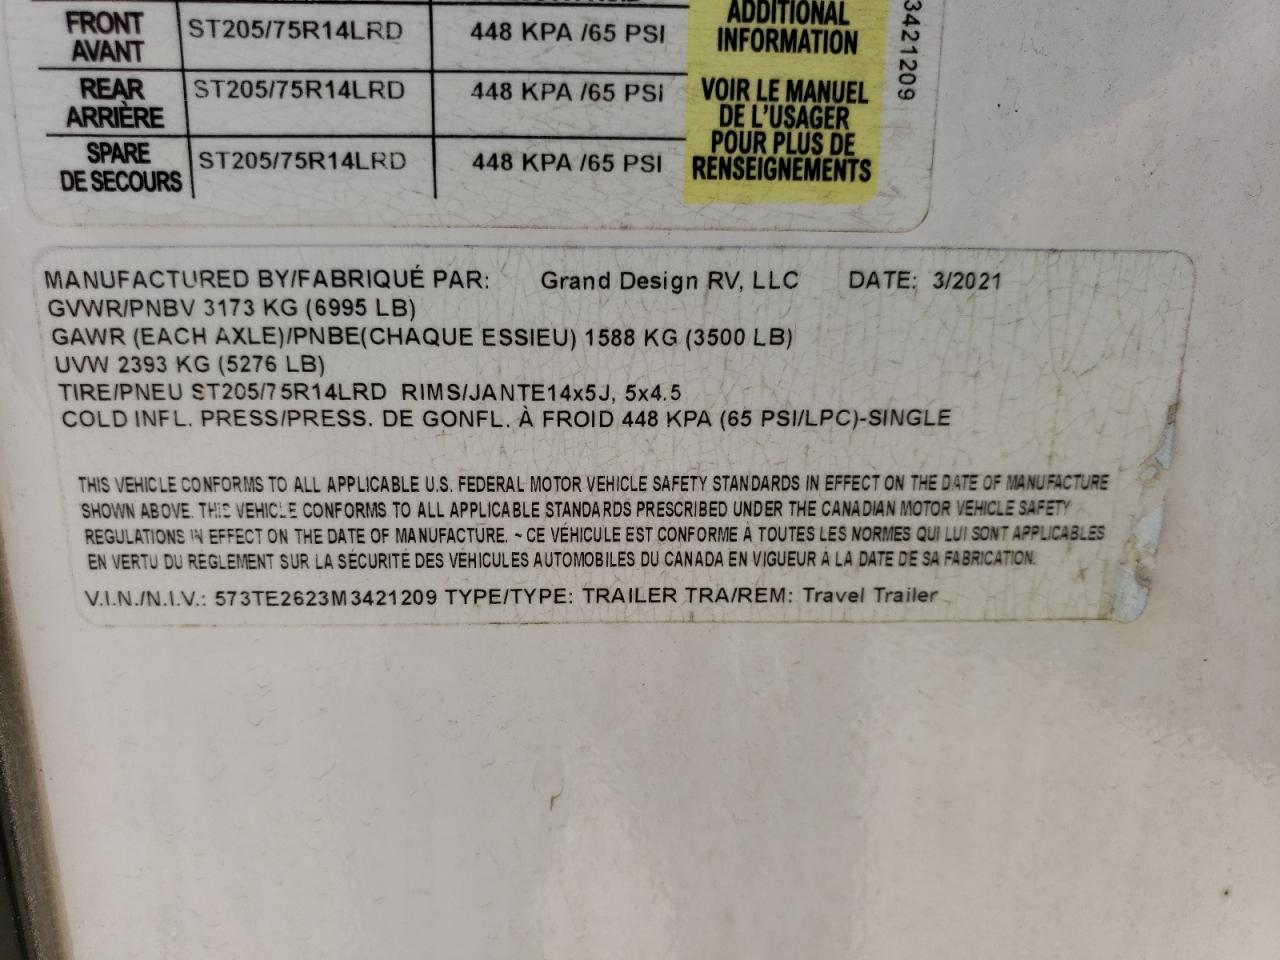 FRONT AVANT ST205/75R14LRD 448 KPA /65 PSI
REAR ARRIÈRE ST205/75R14LRD 448 KPA /65 PSI
SPARE DE SECOURS ST205/75R14LRD 448 KPA /65 PSI
ADDITIONAL
INFORMATION
VOIR LE MANUEL
DE L'USAGER
POUR PLUS DE
RENSEIGNEMENTS
3421209
MANUFACTURED BY/FABRIQUÉ PAR: Grand Design RV, LLC DATE: 3/2021
GVWR/PNBV 3173 KG (6995 LB)
GAWR (EACH AXLE)/PNBE(CHAQUE ESSIEU) 1588 KG (3500 LB)
UVW 2393 KG (5276 LB)
TIRE/PNEU ST205/75R14LRD RIMS/JANTE14x5J, 5x4.5
COLD INFL. PRESS/PRESS. DE GONFL. À FROID 448 KPA (65 PSI/LPC)-SINGLE
THIS VEHICLE CONFORMS TO ALL APPLICABLE U.S. FEDERAL MOTOR VEHICLE SAFETY STANDARDS IN EFFECT ON THE DATE OF MANUFACTURE
SHOWN ABOVE. THIS VEHICLE CONFORMS TO ALL APPLICABLE STANDARDS PRESCRIBED UNDER THE CANADIAN MOTOR VEHICLE SAFETY
REGULATIONS IN EFFECT ON THE DATE OF MANUFACTURE. ~ CE VÉHICULE EST CONFORME À TOUTES LES NORMES QUI LUI SONT APPLICABLES
EN VERTU DU RÈGLEMENT SUR LA SÉCURITÉ DES VÉHICULES AUTOMOBILES DU CANADA EN VIGUEUR À LA DATE DE SA FABRICATION.
V.I.N./N.I.V.: 573TE2623M3421209 TYPE/TYPE: TRAILER TRA/REM: Travel Trailer